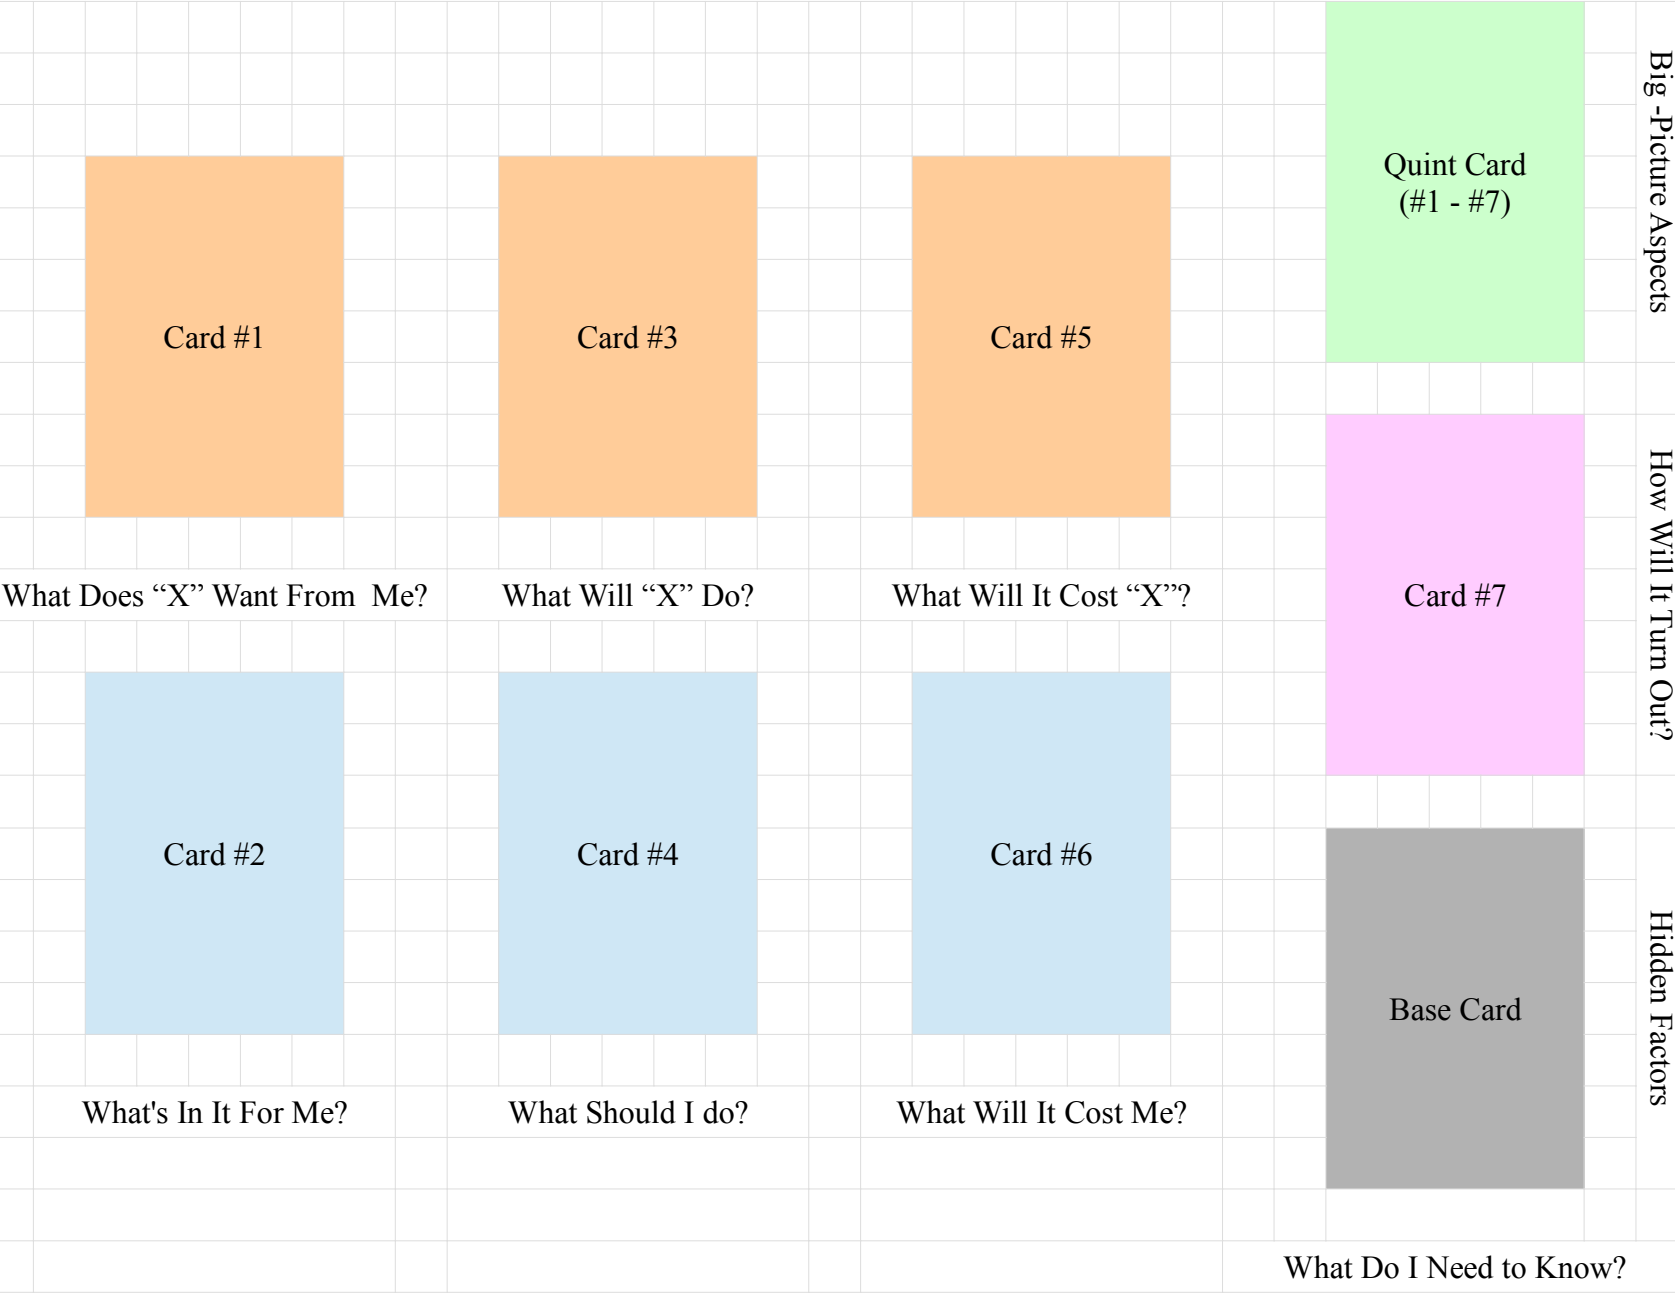 Quint Card
(#1 - #7)
Big -Picture Aspects
Card #1
Card #3
Card #5
What Does “X” Want From  Me?
What Will “X” Do?
What Will It Cost “X”?
Card #7
How Will It Turn Out?
Card #2
Card #4
Card #6
Base Card
Hidden Factors
What's In It For Me?
What Should I do?
What Will It Cost Me?
What Do I Need to Know?